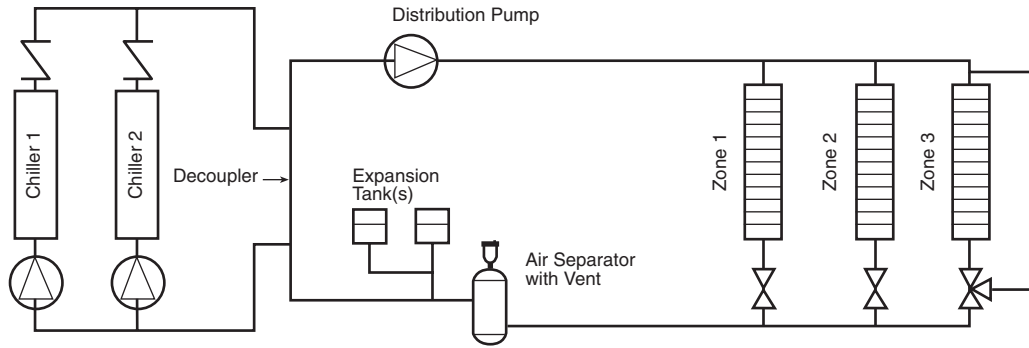 Distribution Pump
Chiller 1
Chiller 2
Decoupler
Expansion
Tank(s)
Air Separator
with Vent
Zone 1
Zone 2
Zone 3